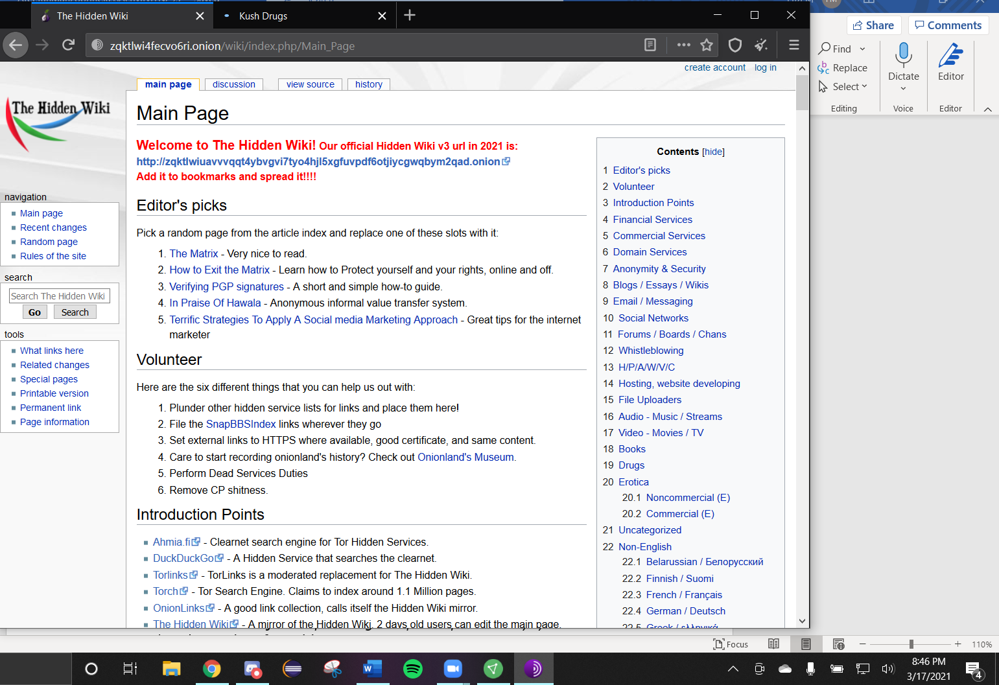 The Hidden Wiki
Kush Drugs
zqktlwi4fecvo6ri.onion/wiki/index.php/Main_Page
Share
Comments
Find
Replace
Select
Dictate
Editor
Editing
Voice
Editor
create account log in
main page
discussion
view source
history
The Hidden Wiki
Main Page
Welcome to The Hidden Wiki! Our official Hidden Wiki v3 url in 2021 is:
http://zqktlwiuavvvqqt4ybvgvi7tyo4hjl5xgfuvpdf6otjiycgwqbym2qad.onion
Add it to bookmarks and spread it!!!!
navigation
Main page
Recent changes
Random page
Rules of the site
search
Search The Hidden Wiki
Go
Search
tools
What links here
Related changes
Special pages
Printable version
Permanent link
Page information
Editor's picks
Pick a random page from the article index and replace one of these slots with it:
1. The Matrix - Very nice to read.
2. How to Exit the Matrix - Learn how to Protect yourself and your rights, online and off.
3. Verifying PGP signatures - A short and simple how-to guide.
4. In Praise Of Hawala - Anonymous informal value transfer system.
5. Terrific Strategies To Apply A Social media Marketing Approach - Great tips for the internet
marketer
Volunteer
Here are the six different things that you can help us out with:
1. Plunder other hidden service lists for links and place them here!
2. File the SnapBBSIndex links wherever they go
3. Set external links to HTTPS where available, good certificate, and same content.
4. Care to start recording onionland's history? Check out Onionland's Museum.
5. Perform Dead Services Duties
6. Remove CP shitness.
Introduction Points
Ahmia.fi - Clearnet search engine for Tor Hidden Services.
DuckDuckGo - A Hidden Service that searches the clearnet.
Torlinks - TorLinks is a moderated replacement for The Hidden Wiki.
Torch - Tor Search Engine. Claims to index around 1.1 Million pages.
OnionLinks - A good link collection, calls itself the Hidden Wiki mirror.
The Hidden Wiki - A mirror of the Hidden Wiki. 2 days old users can edit the main page.
Contents [hide]
1 Editor's picks
2 Volunteer
3 Introduction Points
4 Financial Services
5 Commercial Services
6 Domain Services
7 Anonymity & Security
8 Blogs / Essays / Wikis
9 Email / Messaging
10 Social Networks
11 Forums / Boards / Chans
12 Whistleblowing
13 H/P/A/W/V/C
14 Hosting, website developing
15 File Uploaders
16 Audio - Music / Streams
17 Video - Movies / TV
18 Books
19 Drugs
20 Erotica
20.1 Noncommercial (E)
20.2 Commercial (E)
21 Uncategorized
22 Non-English
22.1 Belarussian / Белорусский
22.2 Finnish / Suomi
22.3 French / Français
22.4 German / Deutsch
22.5 Greek / ελληνικά
Focus
110%
8:46 PM
3/17/2021
4